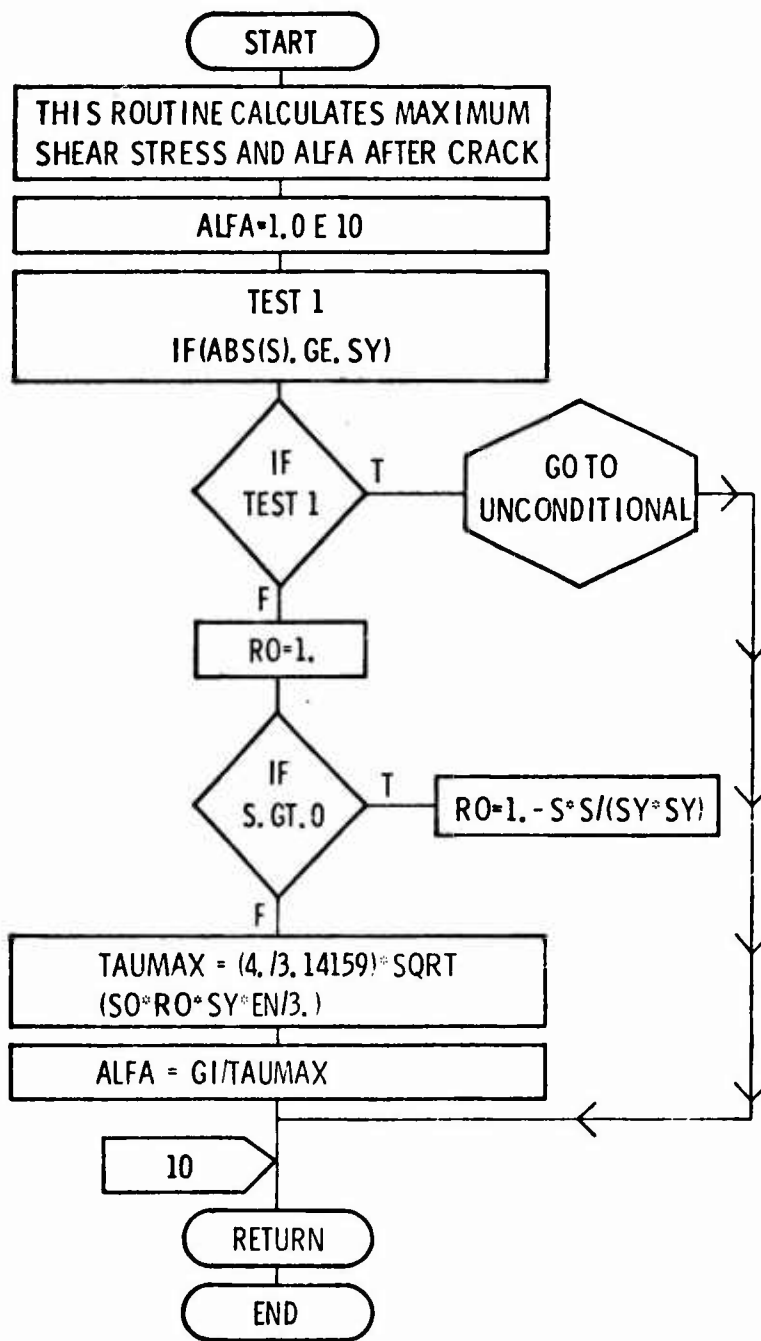 START
THIS ROUTINE CALCULATES MAXIMUM
SHEAR STRESS AND ALFA AFTER CRACK
ALFA=1.0 E 10
TEST 1
IF(ABS(S). GE. SY)
IF
TEST 1
T
GO TO
UNCONDITIONAL
F
RO=1.
IF
S. GT. 0
T
RO=1. - S*S/(SY*SY)
F
TAUMAX = (4. /3. 14159)*SQRT
(SO*RO*SY*EN/3. )
ALFA = GI/TAUMAX
10
RETURN
END